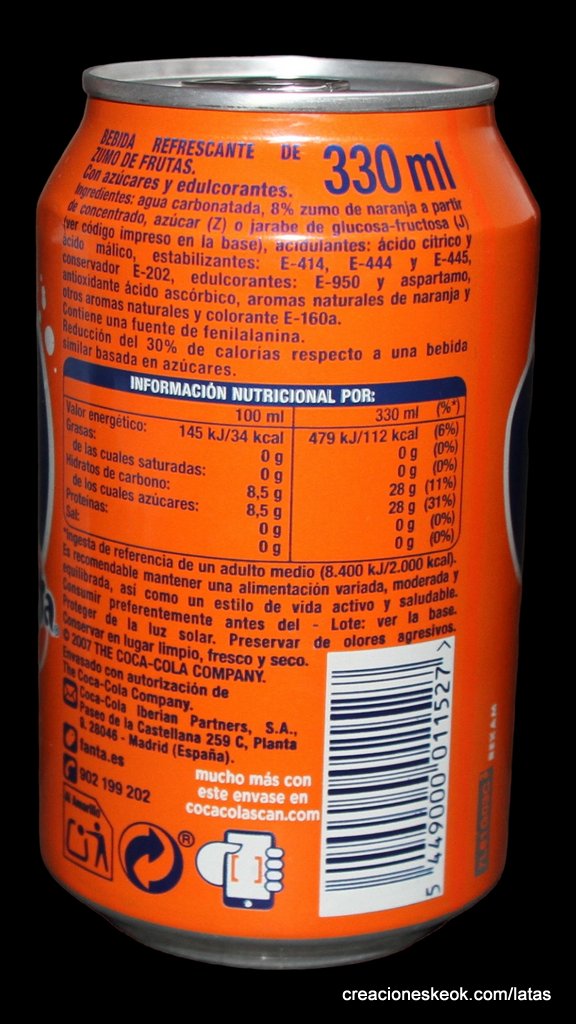 BEBIDA REFRESCANTE DE
ZUMO DE FRUTAS.
Con azúcares y edulcorantes.
330 ml
Ingredientes: agua carbonatada, 8% zumo de naranja a partir
de concentrado, azúcar (Z) o jarabe de glucosa-fructosa (J)
(ver código impreso en la base), acidulantes: ácido cítrico y
ácido málico, estabilizantes: E-414, E-444 y E-445,
conservador E-202, edulcorantes: E-950 y aspartamo,
antioxidante ácido ascórbico, aromas naturales de naranja y
otros aromas naturales y colorante E-160a.
Contiene una fuente de fenilalanina.
Reducción del 30% de calorías respecto a una bebida
similar basada en azúcares.
INFORMACIÓN NUTRICIONAL POR:
100 ml 330 ml (%*)
Valor energético: 145 kJ/34 kcal 479 kJ/112 kcal (6%)
Grasas: 0 g 0 g (0%)
de las cuales saturadas: 0 g 0 g (0%)
Hidratos de carbono: 8,5 g 28 g (11%)
de los cuales azúcares: 8,5 g 28 g (31%)
Proteínas: 0 g 0 g (0%)
Sal: 0 g 0 g (0%)
*Ingesta de referencia de un adulto medio (8.400 kJ/2.000 kcal).
Es recomendable mantener una alimentación variada, moderada y
equilibrada, así como un estilo de vida activo y saludable.
Consumir preferentemente antes del - Lote: ver la base.
Proteger de la luz solar. Preservar de olores agresivos.
Conservar en lugar limpio, fresco y seco.
© 2007 THE COCA-COLA COMPANY.
Envasado con autorización de
The Coca-Cola Company.
Coca-Cola Iberian Partners, S.A.,
Paseo de la Castellana 259 C, Planta
9, 28046 - Madrid (España).
fanta.es
902 199 202
mucho más con
este envase en
cocacolascan.com
Al Amarillo
®
5 449000 011527 >
REXAM
creacioneskeok.com/latas